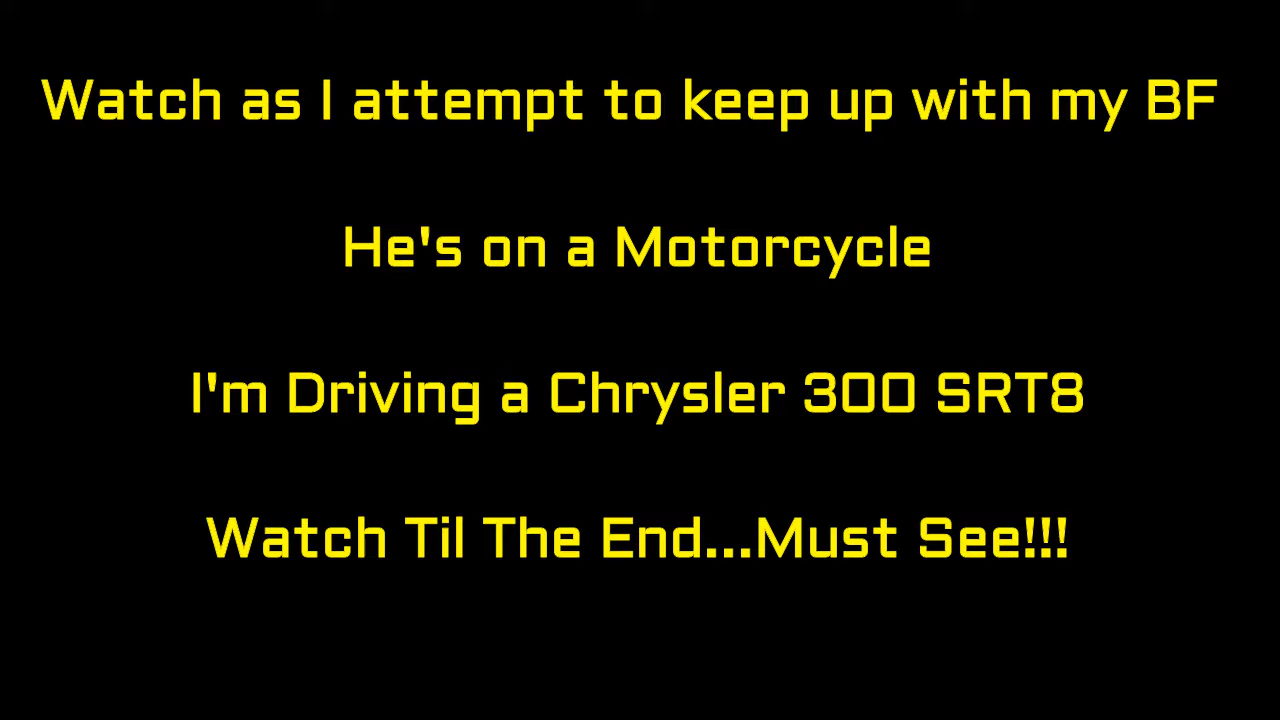 Watch as I attempt to keep up with my BF
He's on a Motorcycle
I'm Driving a Chrysler 300 SRT8
Watch Til The End...Must See!!!